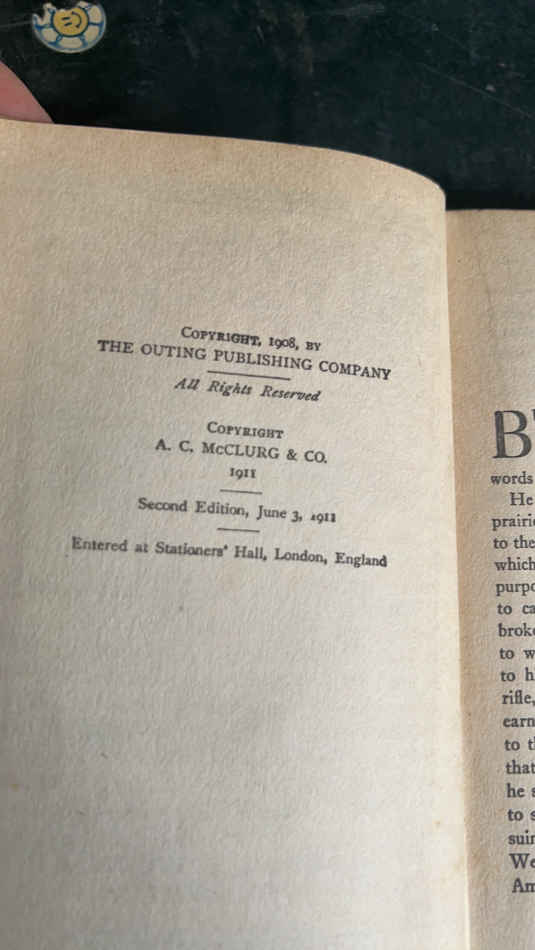 COPYRIGHT, 1908, BY
THE OUTING PUBLISHING COMPANY
All Rights Reserved
COPYRIGHT
A. C. McCLURG & CO.
1911
Second Edition, June 3, 1911
Entered at Stationers' Hall, London, England
words
He
to the
which
to
to w
to h
rifle,
earn
to t
that
he s
to s
We